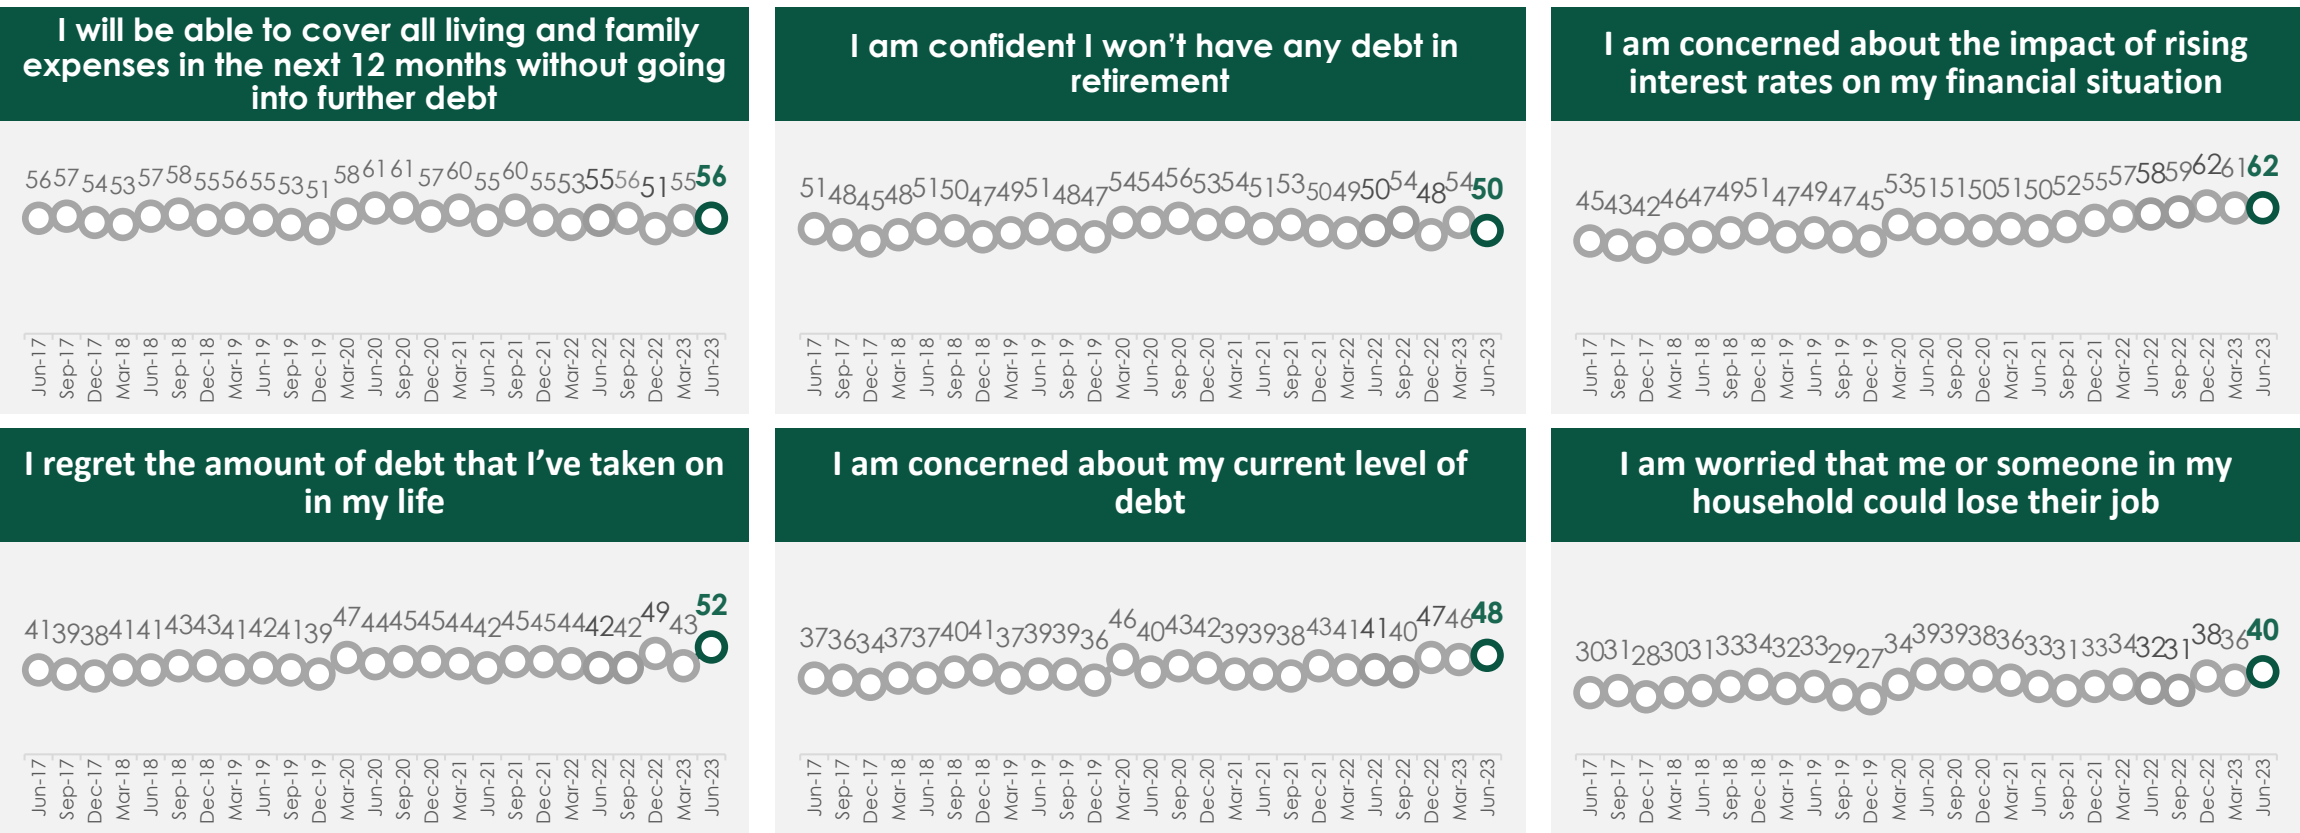 I will be able to cover all living and family
expenses in the next 12 months without going
into further debt
56 57 54 53 57 58 55 56 55 53 51 58 61 61 57 60 55 60 55 53 55 56 51 55 56
Jun-17 Sep-17 Dec-17 Mar-18 Jun-18 Sep-18 Dec-18 Mar-19 Jun-19 Sep-19 Dec-19 Mar-20 Jun-20 Sep-20 Dec-20 Mar-21 Jun-21 Sep-21 Dec-21 Mar-22 Jun-22 Sep-22 Dec-22 Mar-23 Jun-23
I am confident I won't have any debt in
retirement
51 48 45 48 51 50 47 49 51 48 47 54 54 56 53 54 51 53 50 49 50 54 48 54 50
Jun-17 Sep-17 Dec-17 Mar-18 Jun-18 Sep-18 Dec-18 Mar-19 Jun-19 Sep-19 Dec-19 Mar-20 Jun-20 Sep-20 Dec-20 Mar-21 Jun-21 Sep-21 Dec-21 Mar-22 Jun-22 Sep-22 Dec-22 Mar-23 Jun-23
I am concerned about the impact of rising
interest rates on my financial situation
45 43 42 46 47 49 51 47 49 47 45 53 51 51 50 51 50 52 55 57 58 59 62 61 62
Jun-17 Sep-17 Dec-17 Mar-18 Jun-18 Sep-18 Dec-18 Mar-19 Jun-19 Sep-19 Dec-19 Mar-20 Jun-20 Sep-20 Dec-20 Mar-21 Jun-21 Sep-21 Dec-21 Mar-22 Jun-22 Sep-22 Dec-22 Mar-23 Jun-23
I regret the amount of debt that I've taken on
in my life
41 39 38 41 41 43 43 41 42 41 39 47 44 45 45 44 42 45 45 44 42 42 49 43 52
Jun-17 Sep-17 Dec-17 Mar-18 Jun-18 Sep-18 Dec-18 Mar-19 Jun-19 Sep-19 Dec-19 Mar-20 Jun-20 Sep-20 Dec-20 Mar-21 Jun-21 Sep-21 Dec-21 Mar-22 Jun-22 Sep-22 Dec-22 Mar-23 Jun-23
I am concerned about my current level of
debt
37 36 34 37 37 40 41 37 39 39 36 46 40 43 42 39 39 38 43 41 41 40 47 46 48
Jun-17 Sep-17 Dec-17 Mar-18 Jun-18 Sep-18 Dec-18 Mar-19 Jun-19 Sep-19 Dec-19 Mar-20 Jun-20 Sep-20 Dec-20 Mar-21 Jun-21 Sep-21 Dec-21 Mar-22 Jun-22 Sep-22 Dec-22 Mar-23 Jun-23
I am worried that me or someone in my
household could lose their job
30 31 28 30 31 33 34 32 33 29 27 34 39 39 38 36 33 31 33 34 32 31 38 36 40
Jun-17 Sep-17 Dec-17 Mar-18 Jun-18 Sep-18 Dec-18 Mar-19 Jun-19 Sep-19 Dec-19 Mar-20 Jun-20 Sep-20 Dec-20 Mar-21 Jun-21 Sep-21 Dec-21 Mar-22 Jun-22 Sep-22 Dec-22 Mar-23 Jun-23